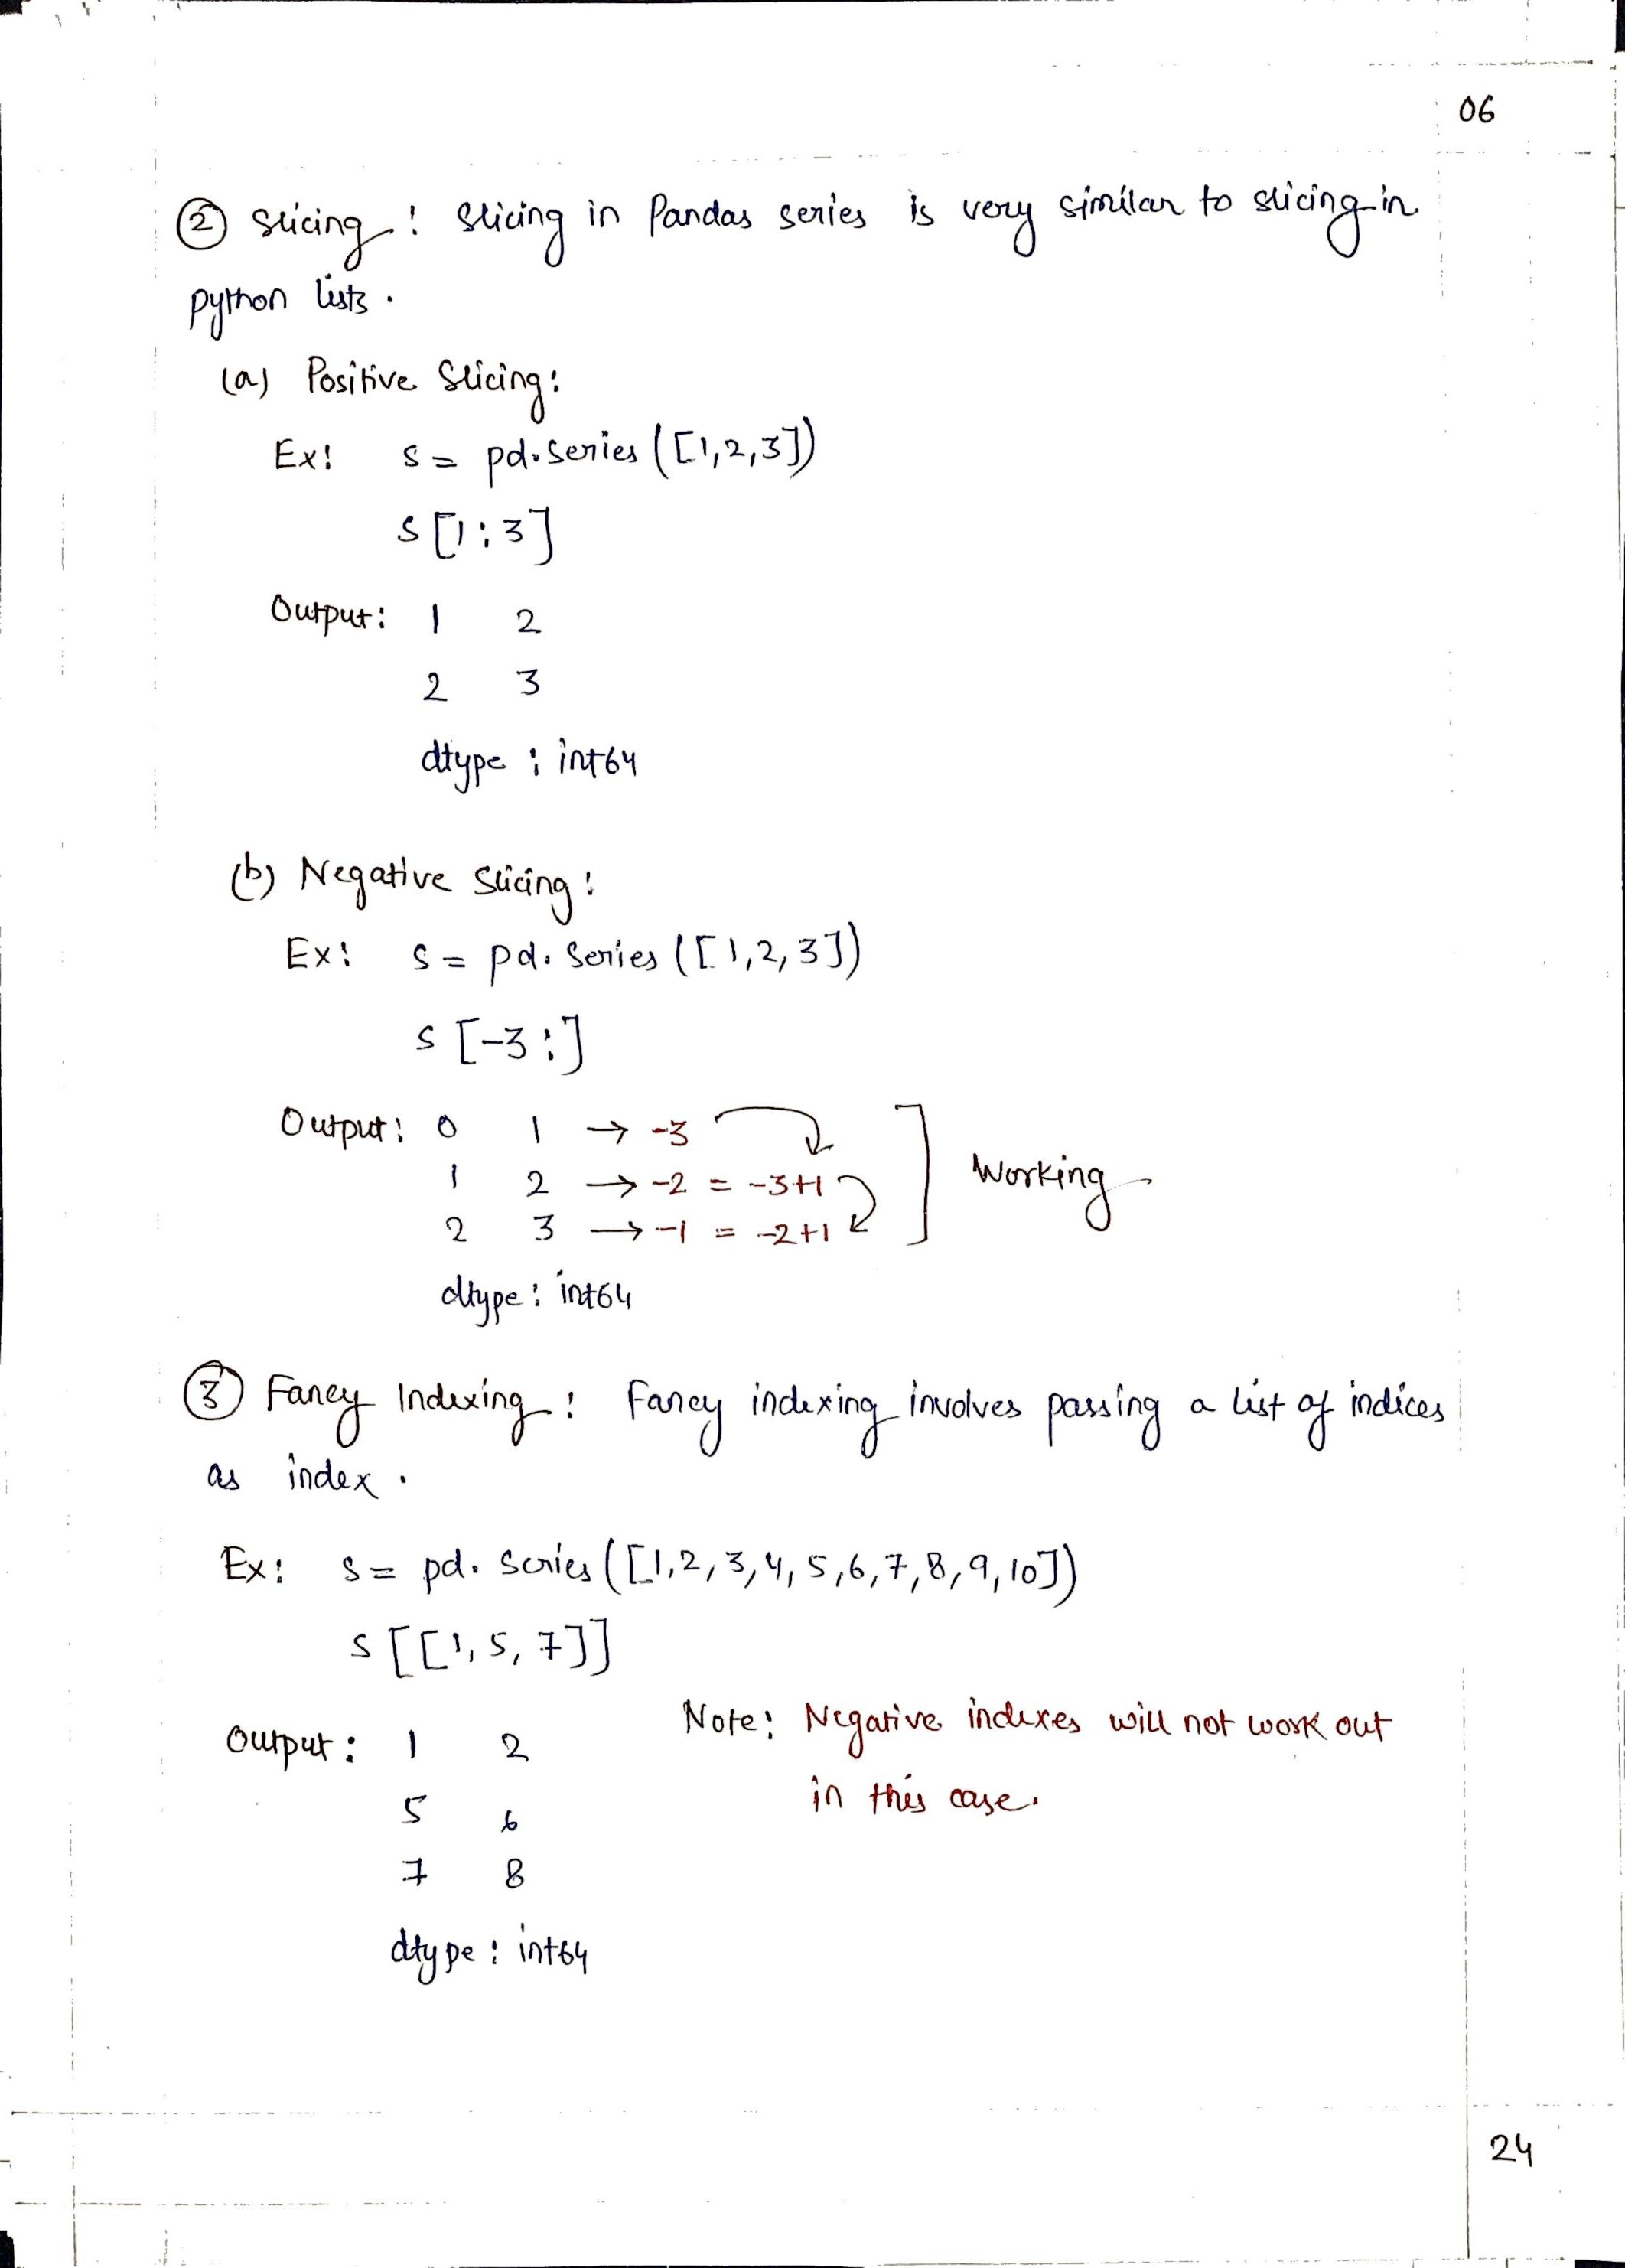 06
② Slicing: Slicing in Pandas series is very similar to slicing in
python lists.
(a) Positive Slicing:
Ex: s = pd.Series([1,2,3])
s[1:3]
Output: 1 2
2 3
dtype: int64
(b) Negative Slicing:
Ex: s = pd.Series([1,2,3])
s[-3:]
Output: 0 1 → -3
1 2 → -2 = -3+1
2 3 → -1 = -2+1
Working
dtype: int64
③ Fancy Indexing: Fancy indexing involves passing a list of indices
as index.
Ex: s = pd.Series([1,2,3,4,5,6,7,8,9,10])
s[[1,5,7]]
Note: Negative indexes will not work out
in this case.
Output: 1 2
5 6
7 8
dtype: int64
24